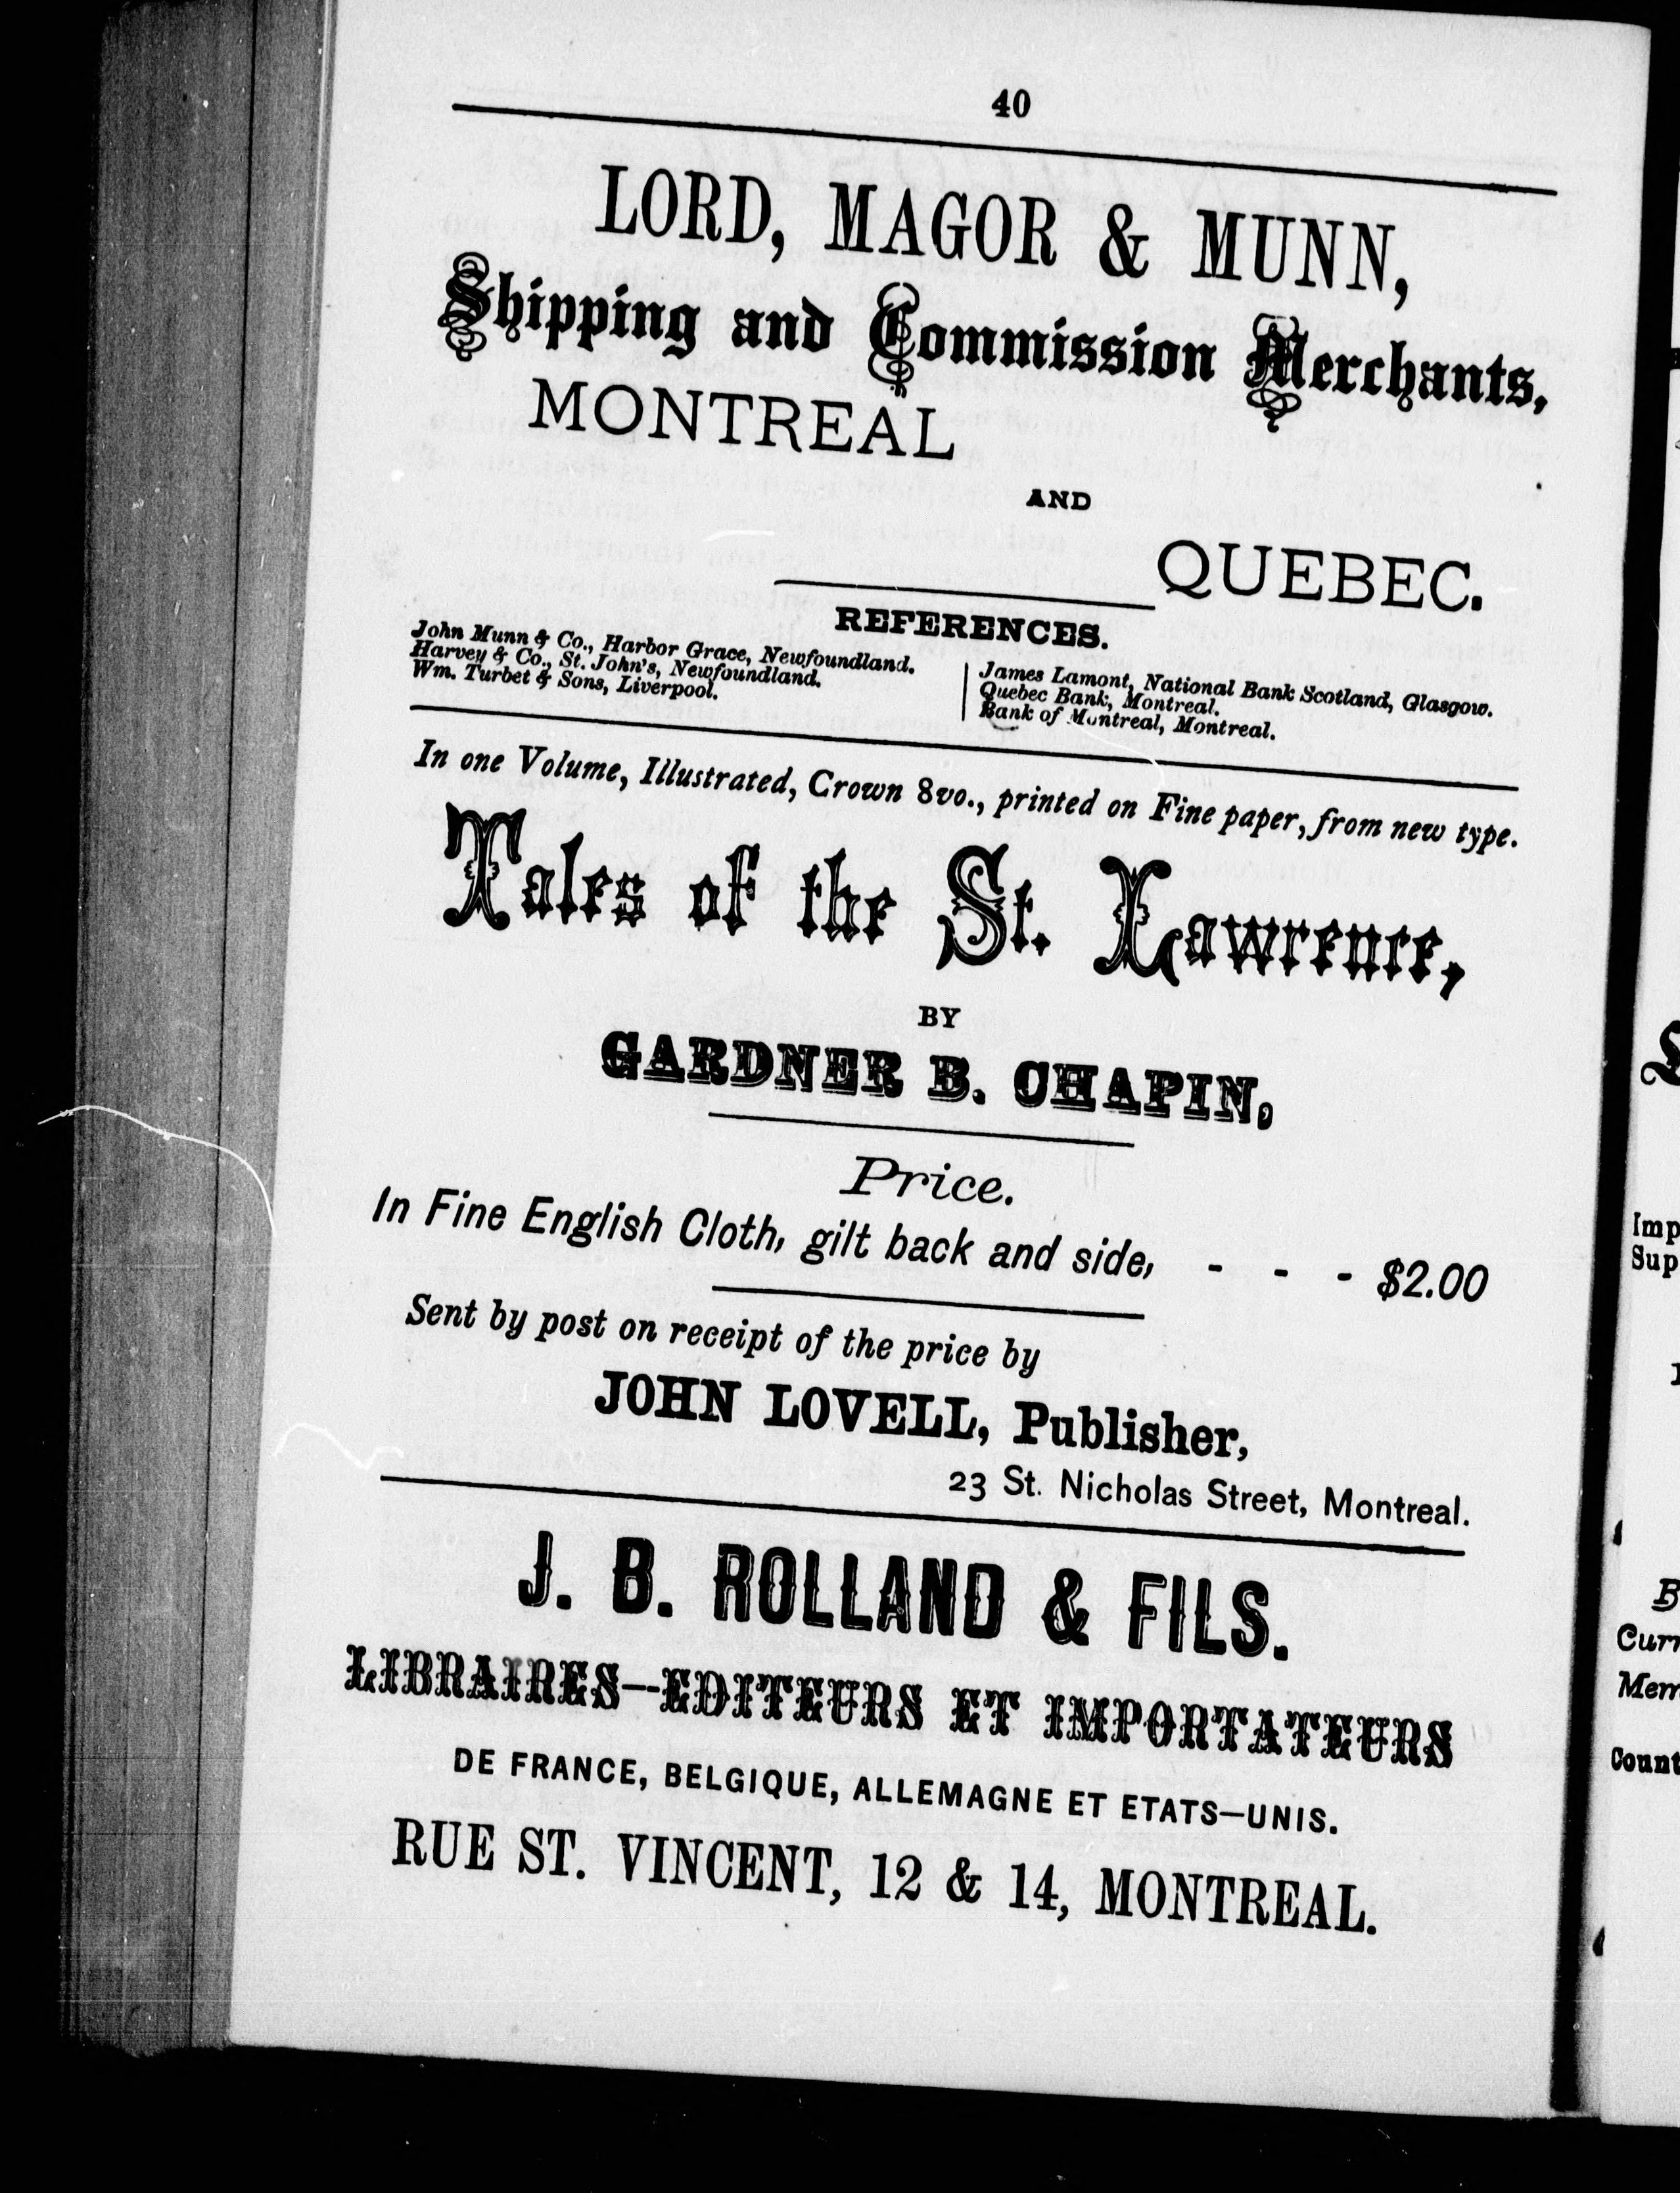 40
LORD, MAGOR & MUNN,
Shipping and Commission Merchants,
MONTREAL
AND
QUEBEC.
REFERENCES.
John Munn & Co., Harbor Grace, Newfoundland.
Harvey & Co., St. John's, Newfoundland.
Wm. Turbet & Sons, Liverpool.
James Lamont, National Bank Scotland, Glasgow.
Quebec Bank, Montreal.
Bank of Montreal, Montreal.
In one Volume, Illustrated, Crown 8vo., printed on Fine paper, from new type.
Tales of the St. Lawrence,
BY
GARDNER B. CHAPIN,
Price.
In Fine English Cloth, gilt back and side, - - - $2.00
Sent by post on receipt of the price by
JOHN LOVELL, Publisher,
23 St. Nicholas Street, Montreal.
J. B. ROLLAND & FILS.
LIBRAIRES—EDITEURS ET IMPORTATEURS
DE FRANCE, BELGIQUE, ALLEMAGNE ET ETATS—UNIS.
RUE ST. VINCENT, 12 & 14, MONTREAL.
Imp
Sup
B
Curr
Mem
Count